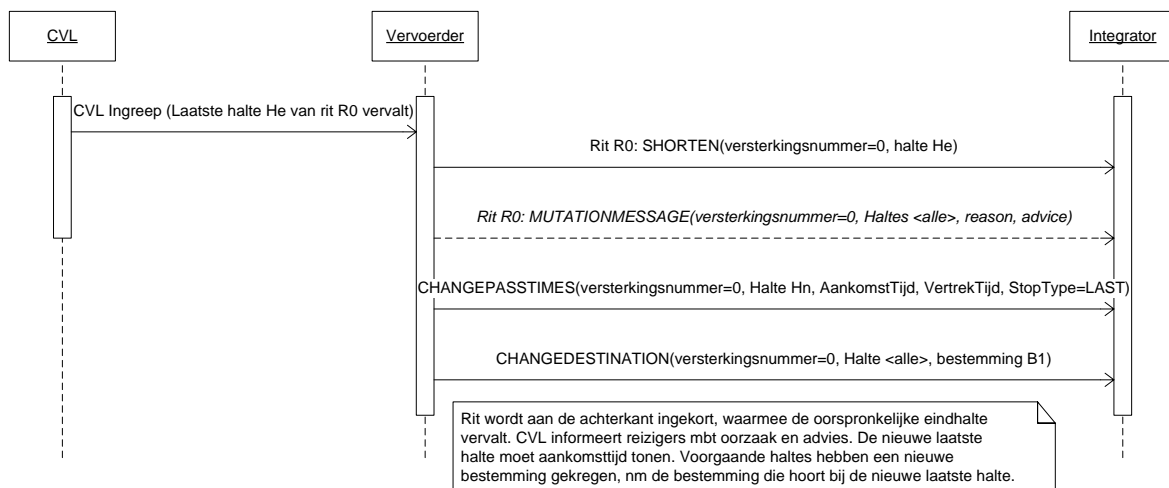 CVL
Vervoerder
Integrator
CVL Ingreep (Laatste halte He van rit R0 vervalt)
Rit R0: SHORTEN(versterkingsnummer=0, halte He)
Rit R0: MUTATIONMESSAGE(versterkingsnummer=0, Haltes <alle>, reason, advice)
CHANGEPASSTIMES(versterkingsnummer=0, Halte Hn, AankomstTijd, VertrekTijd, StopType=LAST)
CHANGEDESTINATION(versterkingsnummer=0, Halte <alle>, bestemming B1)
Rit wordt aan de achterkant ingekort, waarmee de oorspronkelijke eindhalte
vervalt. CVL informeert reizigers mbt oorzaak en advies. De nieuwe laatste
halte moet aankomsttijd tonen. Voorgaande haltes hebben een nieuwe
bestemming gekregen, nm de bestemming die hoort bij de nieuwe laatste halte.